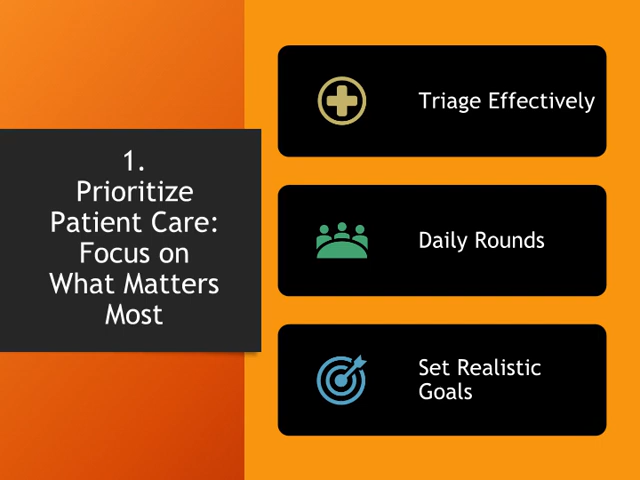 1.
Prioritize
Patient Care:
Focus on
What Matters
Most
Triage Effectively
Daily Rounds
Set Realistic
Goals